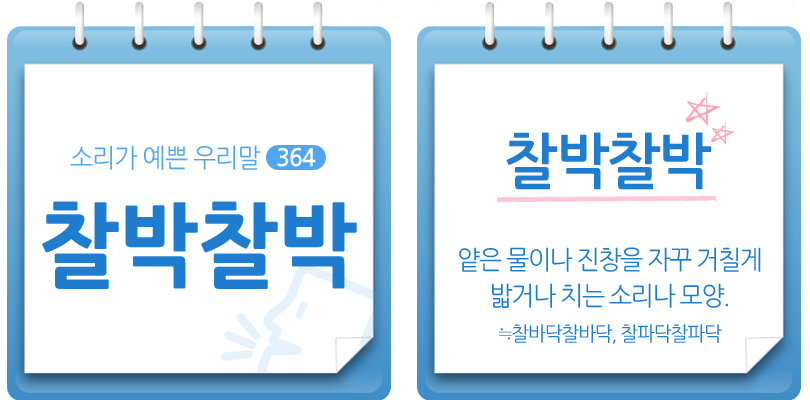 소리가 예쁜 우리말 364
찰박찰박
찰박찰박
얕은 물이나 진창을 자꾸 거칠게
밟거나 치는 소리나 모양.
≒찰바닥찰바닥, 찰파닥찰파닥